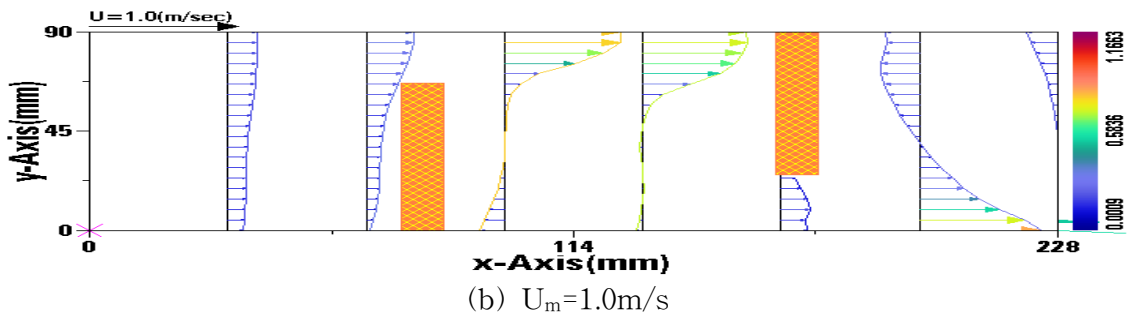 U=1.0(m/sec)
90
45
0
y-Axis(mm)
0
114
228
x-Axis(mm)
1.1663
0.5836
0.0009
(b) Uₘ=1.0m/s